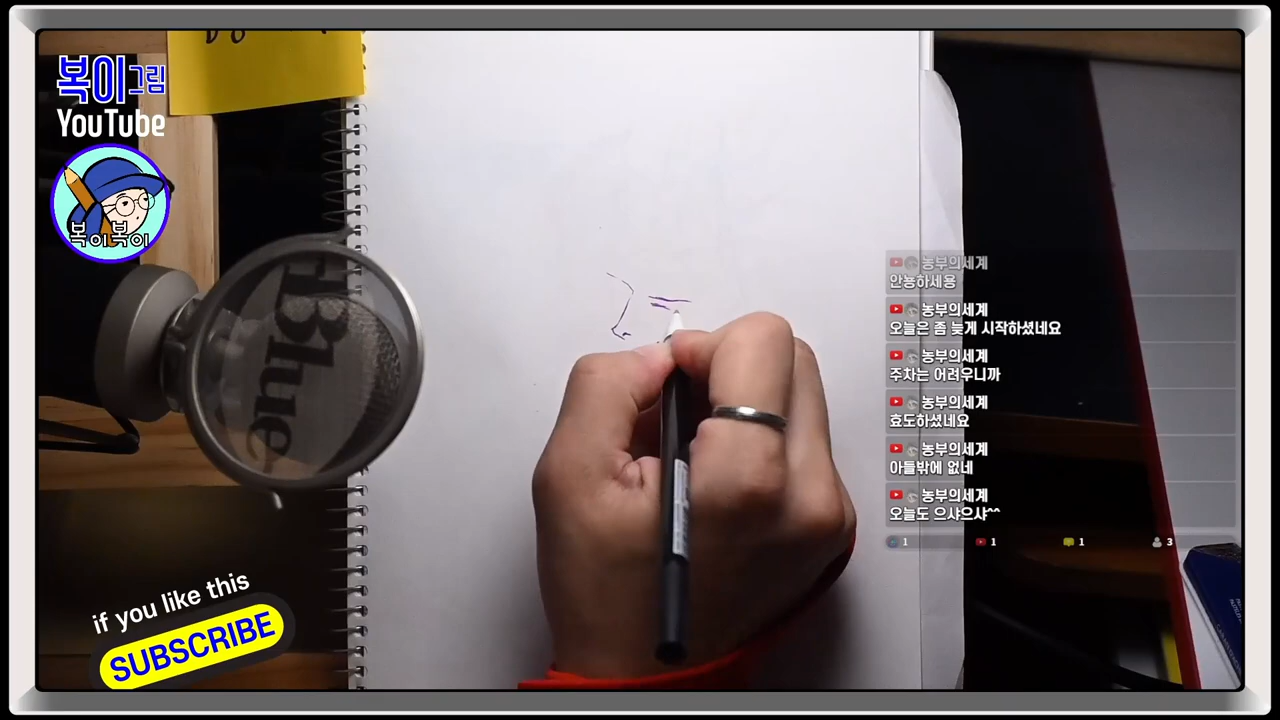 복이그림
YouTube
복이복이
Blue
if you like this
SUBSCRIBE
농부의세계
안뇽하세용
농부의세계
오늘은 좀 늦게 시작하셨네요
농부의세계
주차는 어려우니까
농부의세계
효도하셨네요
농부의세계
아들밖에 없네
농부의세계
오늘도 으샤으샤^^
1
1
1
3